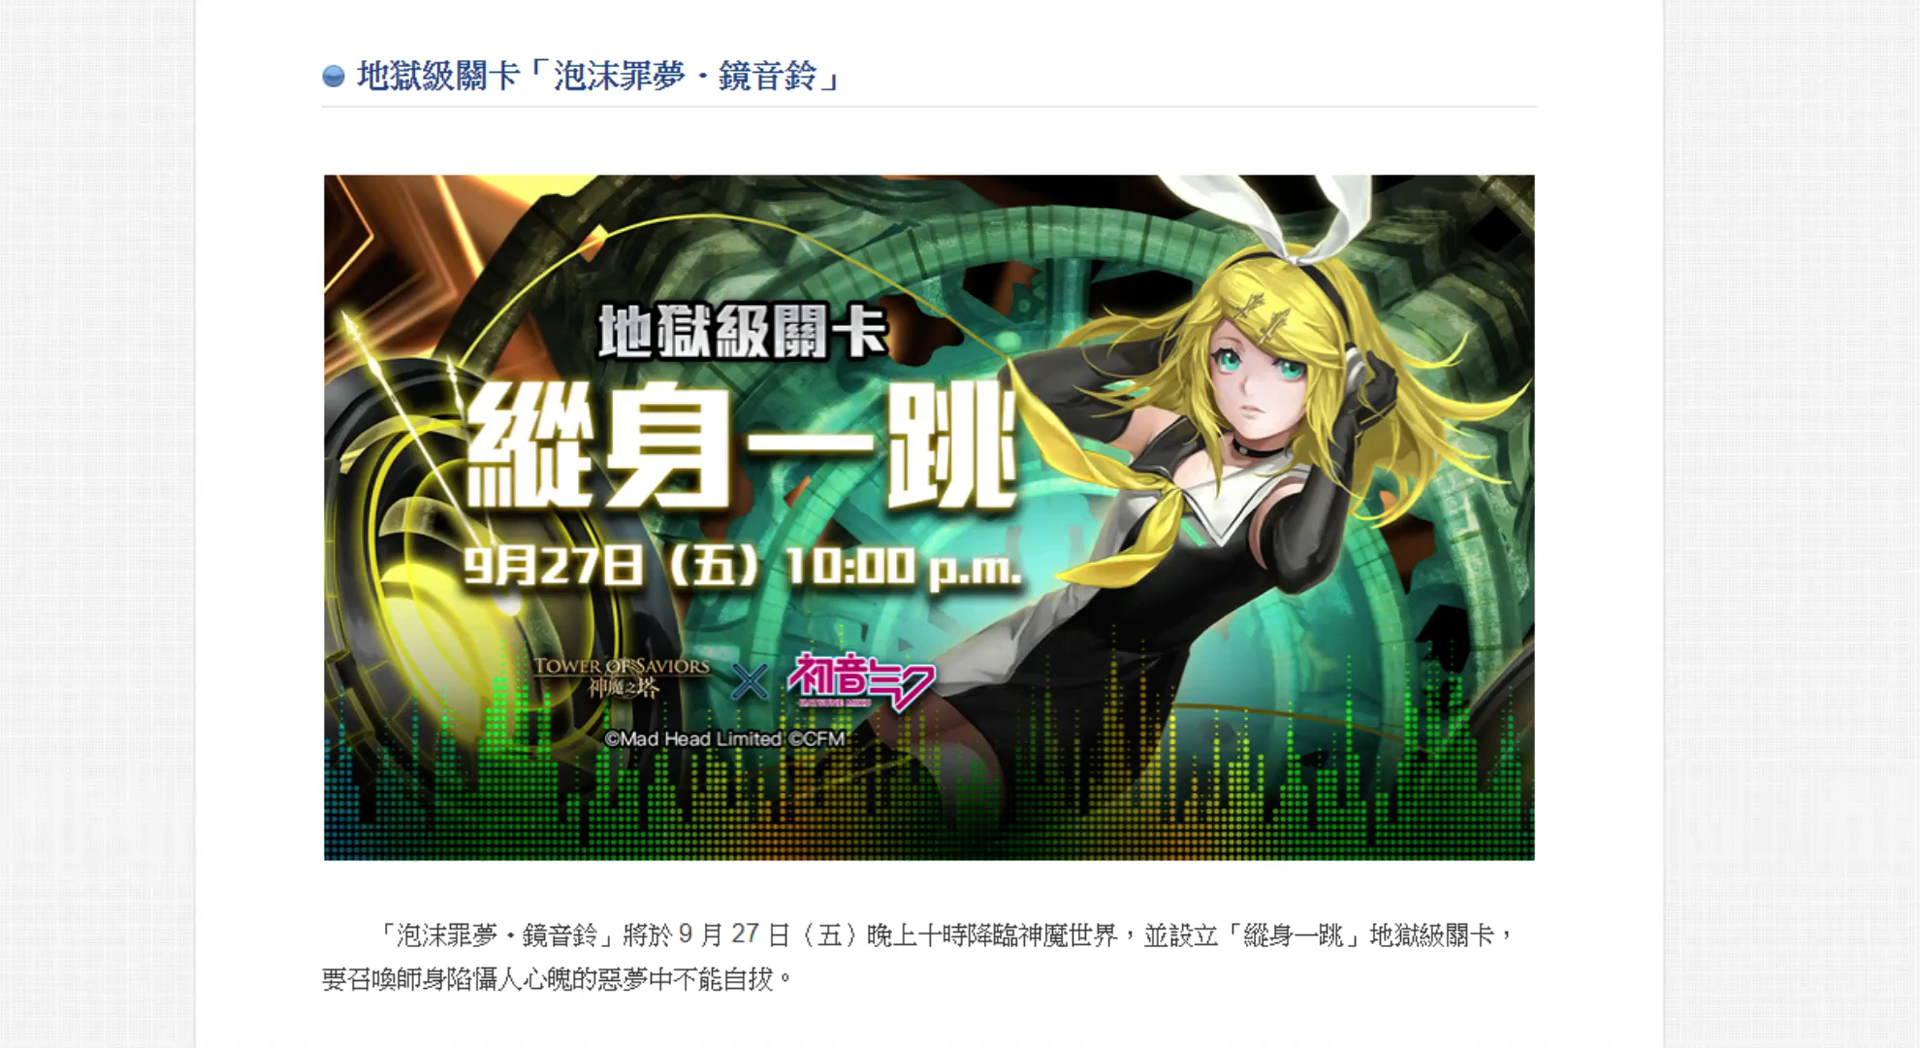 地獄級關卡「泡沫罪夢・鏡音鈴」
地獄級關卡
縱身一跳
9月27日（五）10:00 p.m.
TOWER OF SAVIORS
神魔之塔
X
初音ミク
HATSUNE MIKU
©Mad Head Limited ©CFM
「泡沫罪夢・鏡音鈴」將於 9 月 27 日（五）晚上十時降臨神魔世界，並設立「縱身一跳」地獄級關卡，
要召喚師身陷懾人心魄的惡夢中不能自拔。